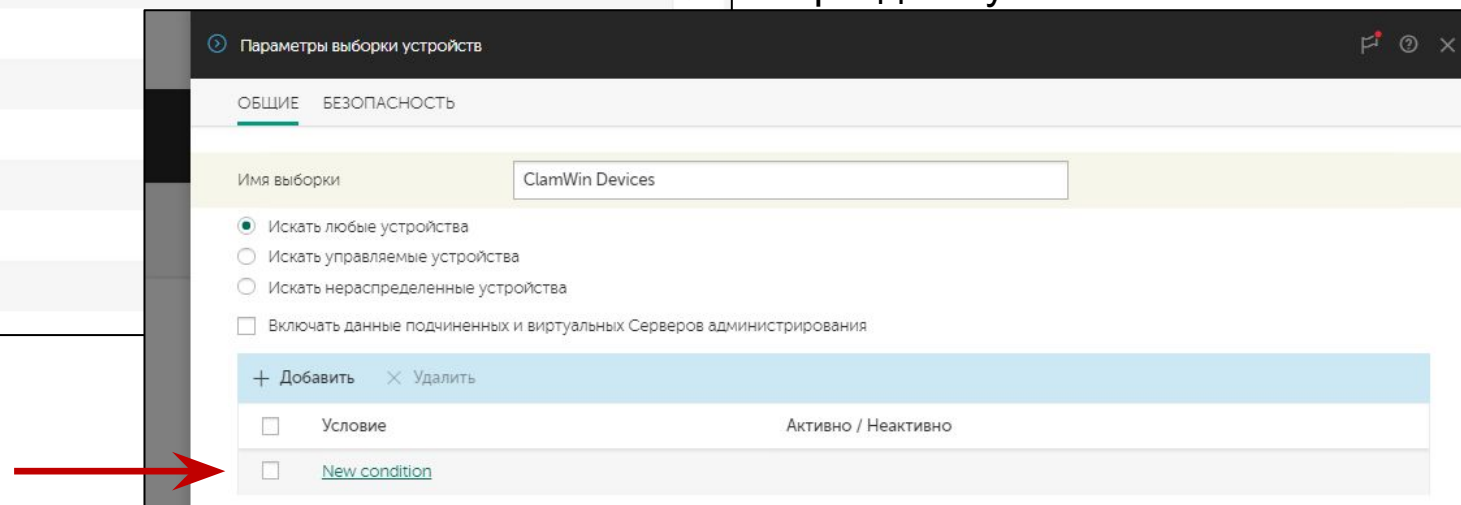 Параметры выборки устройств
ОБЩИЕ БЕЗОПАСНОСТЬ
Имя выборки ClamWin Devices
Искать любые устройства
Искать управляемые устройства
Искать нераспределенные устройства
Включать данные подчиненных и виртуальных Серверов администрирования
+ Добавить × Удалить
Условие Активно / Неактивно
New condition